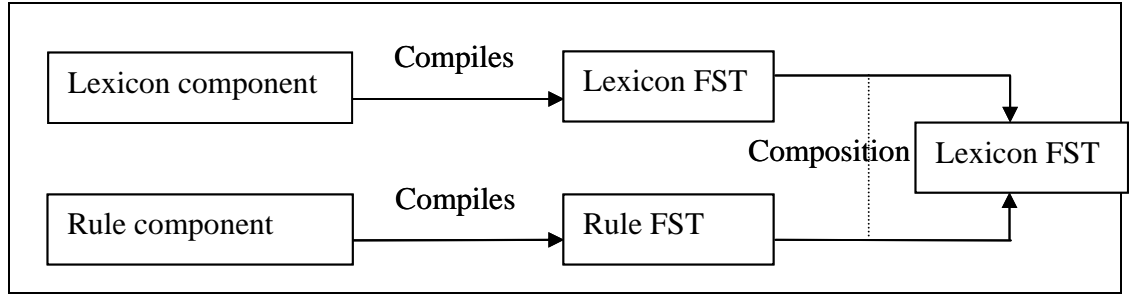 Compiles
Lexicon component
Lexicon FST
Composition
Lexicon FST
Compiles
Rule component
Rule FST